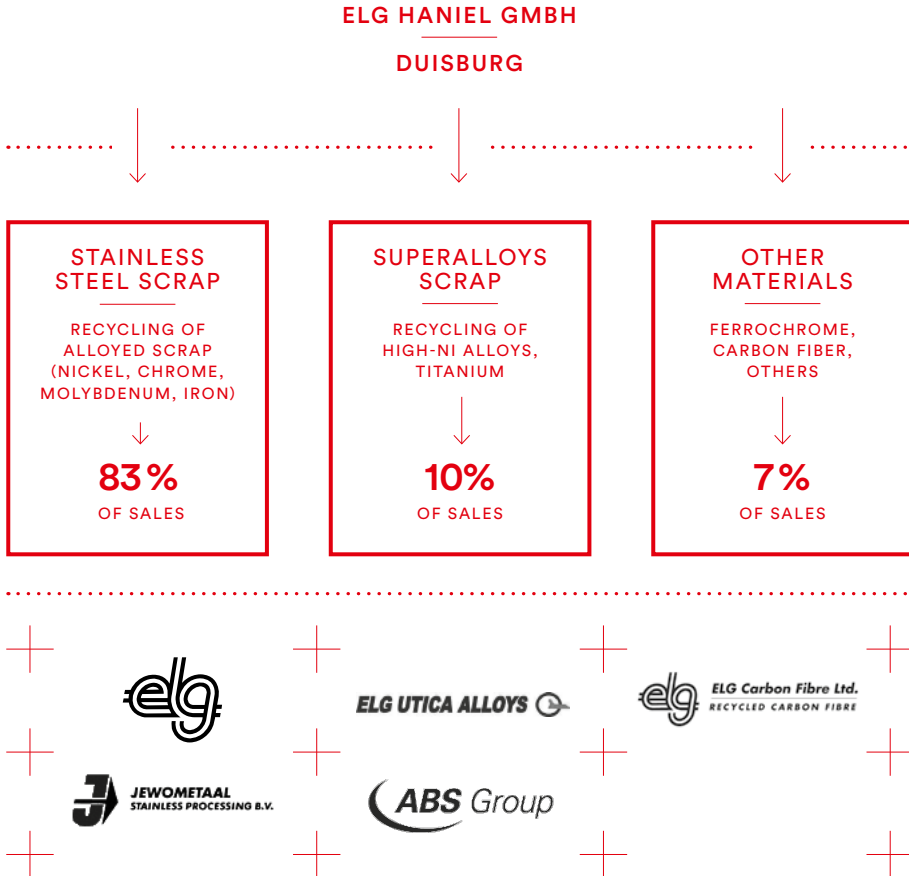 ELG HANIEL GMBH
DUISBURG
STAINLESS
STEEL SCRAP
RECYCLING OF
ALLOYED SCRAP
(NICKEL, CHROME,
MOLYBDENUM, IRON)
83 %
OF SALES
SUPERALLOYS
SCRAP
RECYCLING OF
HIGH-NI ALLOYS,
TITANIUM
10%
OF SALES
OTHER
MATERIALS
FERROCHROME,
CARBON FIBER,
OTHERS
7 %
OF SALES
elg
J JEWOMETAAL
STAINLESS PROCESSING B.V.
ELG UTICA ALLOYS
ABS Group
elg
ELG Carbon Fibre Ltd.
RECYCLED CARBON FIBRE